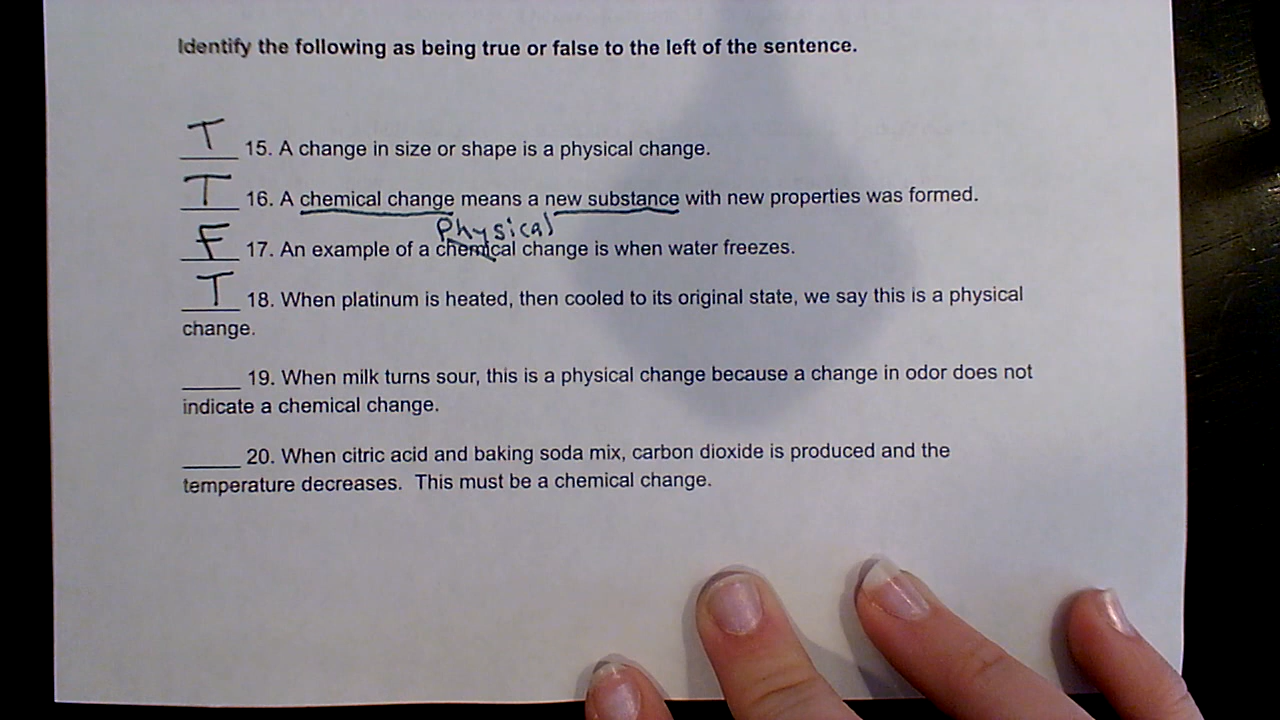 Identify the following as being true or false to the left of the sentence.
T 15. A change in size or shape is a physical change.
T 16. A chemical change means a new substance with new properties was formed.
Physical
F 17. An example of a chemical change is when water freezes.
T 18. When platinum is heated, then cooled to its original state, we say this is a physical
change.
_____ 19. When milk turns sour, this is a physical change because a change in odor does not
indicate a chemical change.
_____ 20. When citric acid and baking soda mix, carbon dioxide is produced and the
temperature decreases. This must be a chemical change.